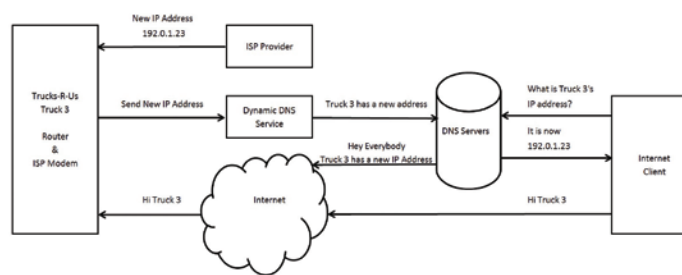 New IP Address
192.0.1.23
ISP Provider
Trucks-R-Us
Truck 3
Router
&
ISP Modem
Send New IP Address
Dynamic DNS
Service
Truck 3 has a new address
DNS Servers
What is Truck 3's
IP address?
It is now
192.0.1.23
Internet
Client
Hey Everybody
Truck 3 has a new IP Address
Hi Truck 3
Internet
Hi Truck 3